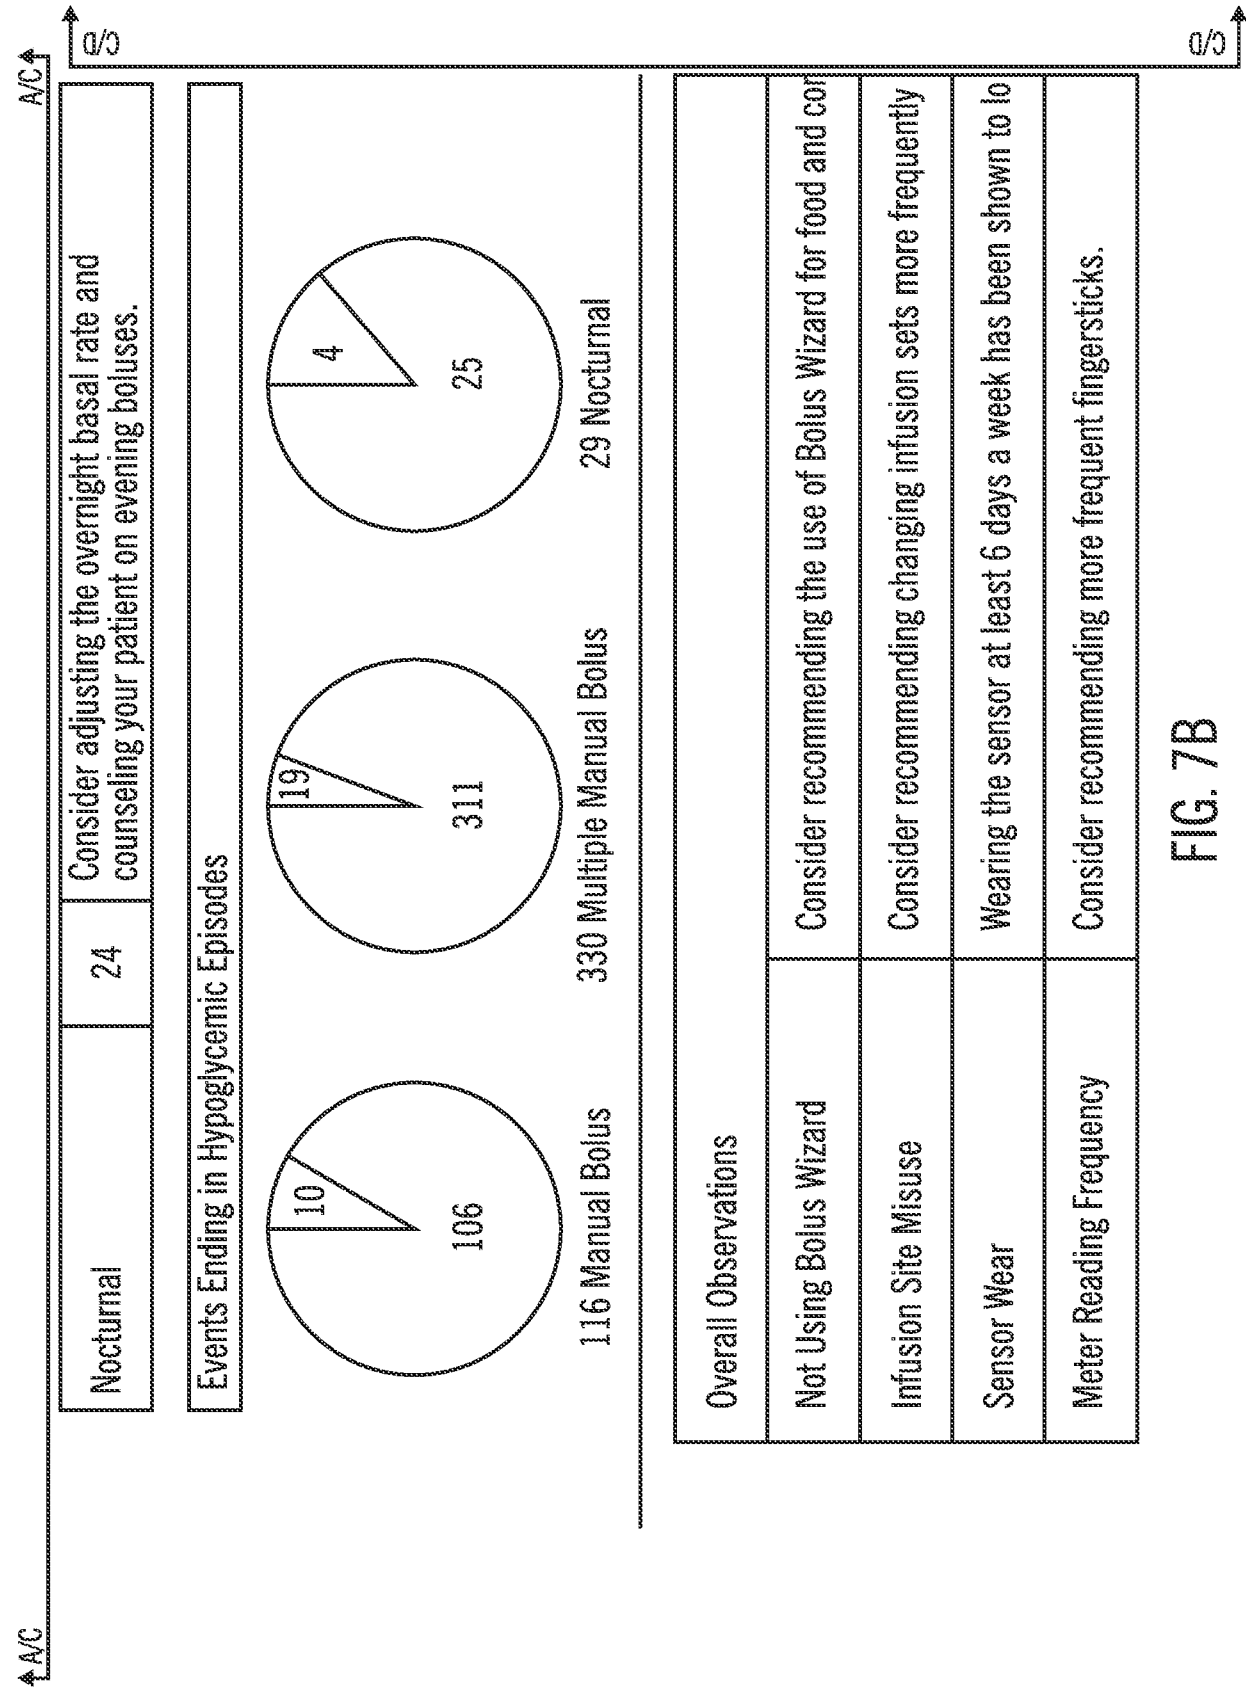 A/C
A/C
C/D
Nocturnal
24
Consider adjusting the overnight basal rate and
counseling your patient on evening boluses.
Events Ending in Hypoglycemic Episodes
10
106
116 Manual Bolus
19
311
330 Multiple Manual Bolus
4
25
29 Nocturnal
Overall Observations
Not Using Bolus Wizard
Consider recommending the use of Bolus Wizard for food and cor
Infusion Site Misuse
Consider recommending changing infusion sets more frequently
Sensor Wear
Wearing the sensor at least 6 days a week has been shown to lo
Meter Reading Frequency
Consider recommending more frequent fingersticks.
C/D
FIG. 7B